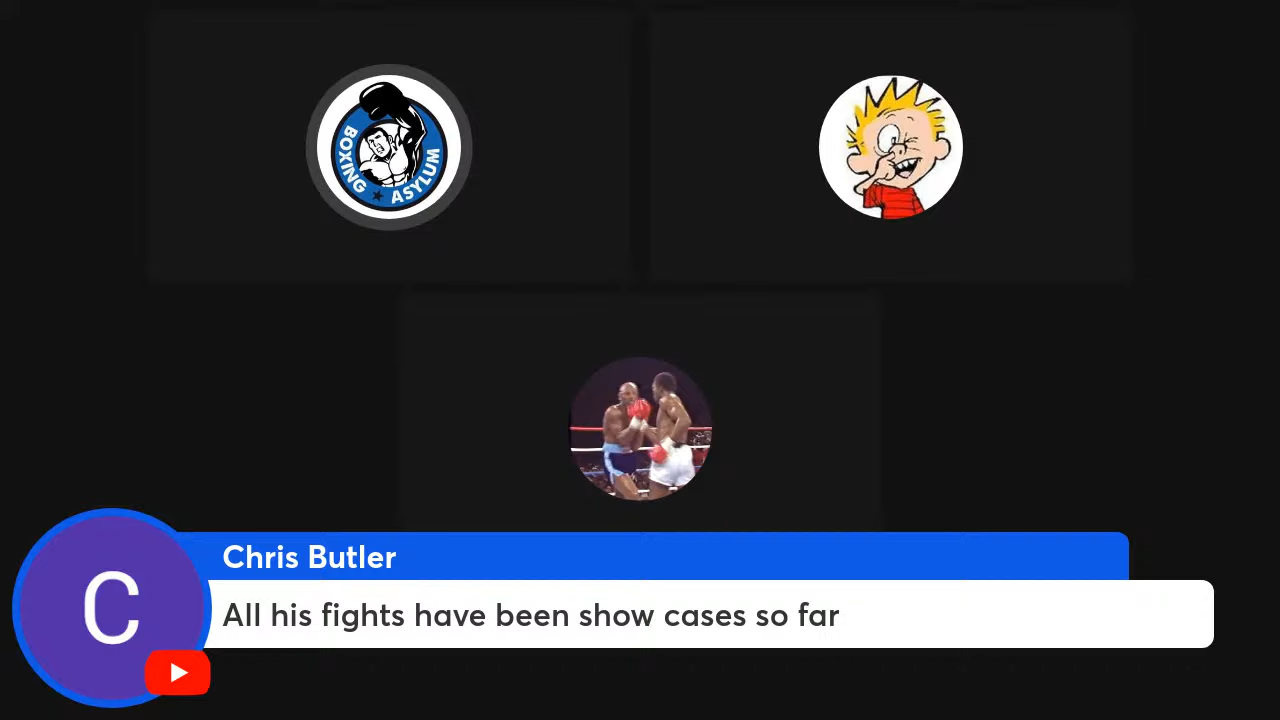 BOXING ASYLUM
C
Chris Butler
All his fights have been show cases so far